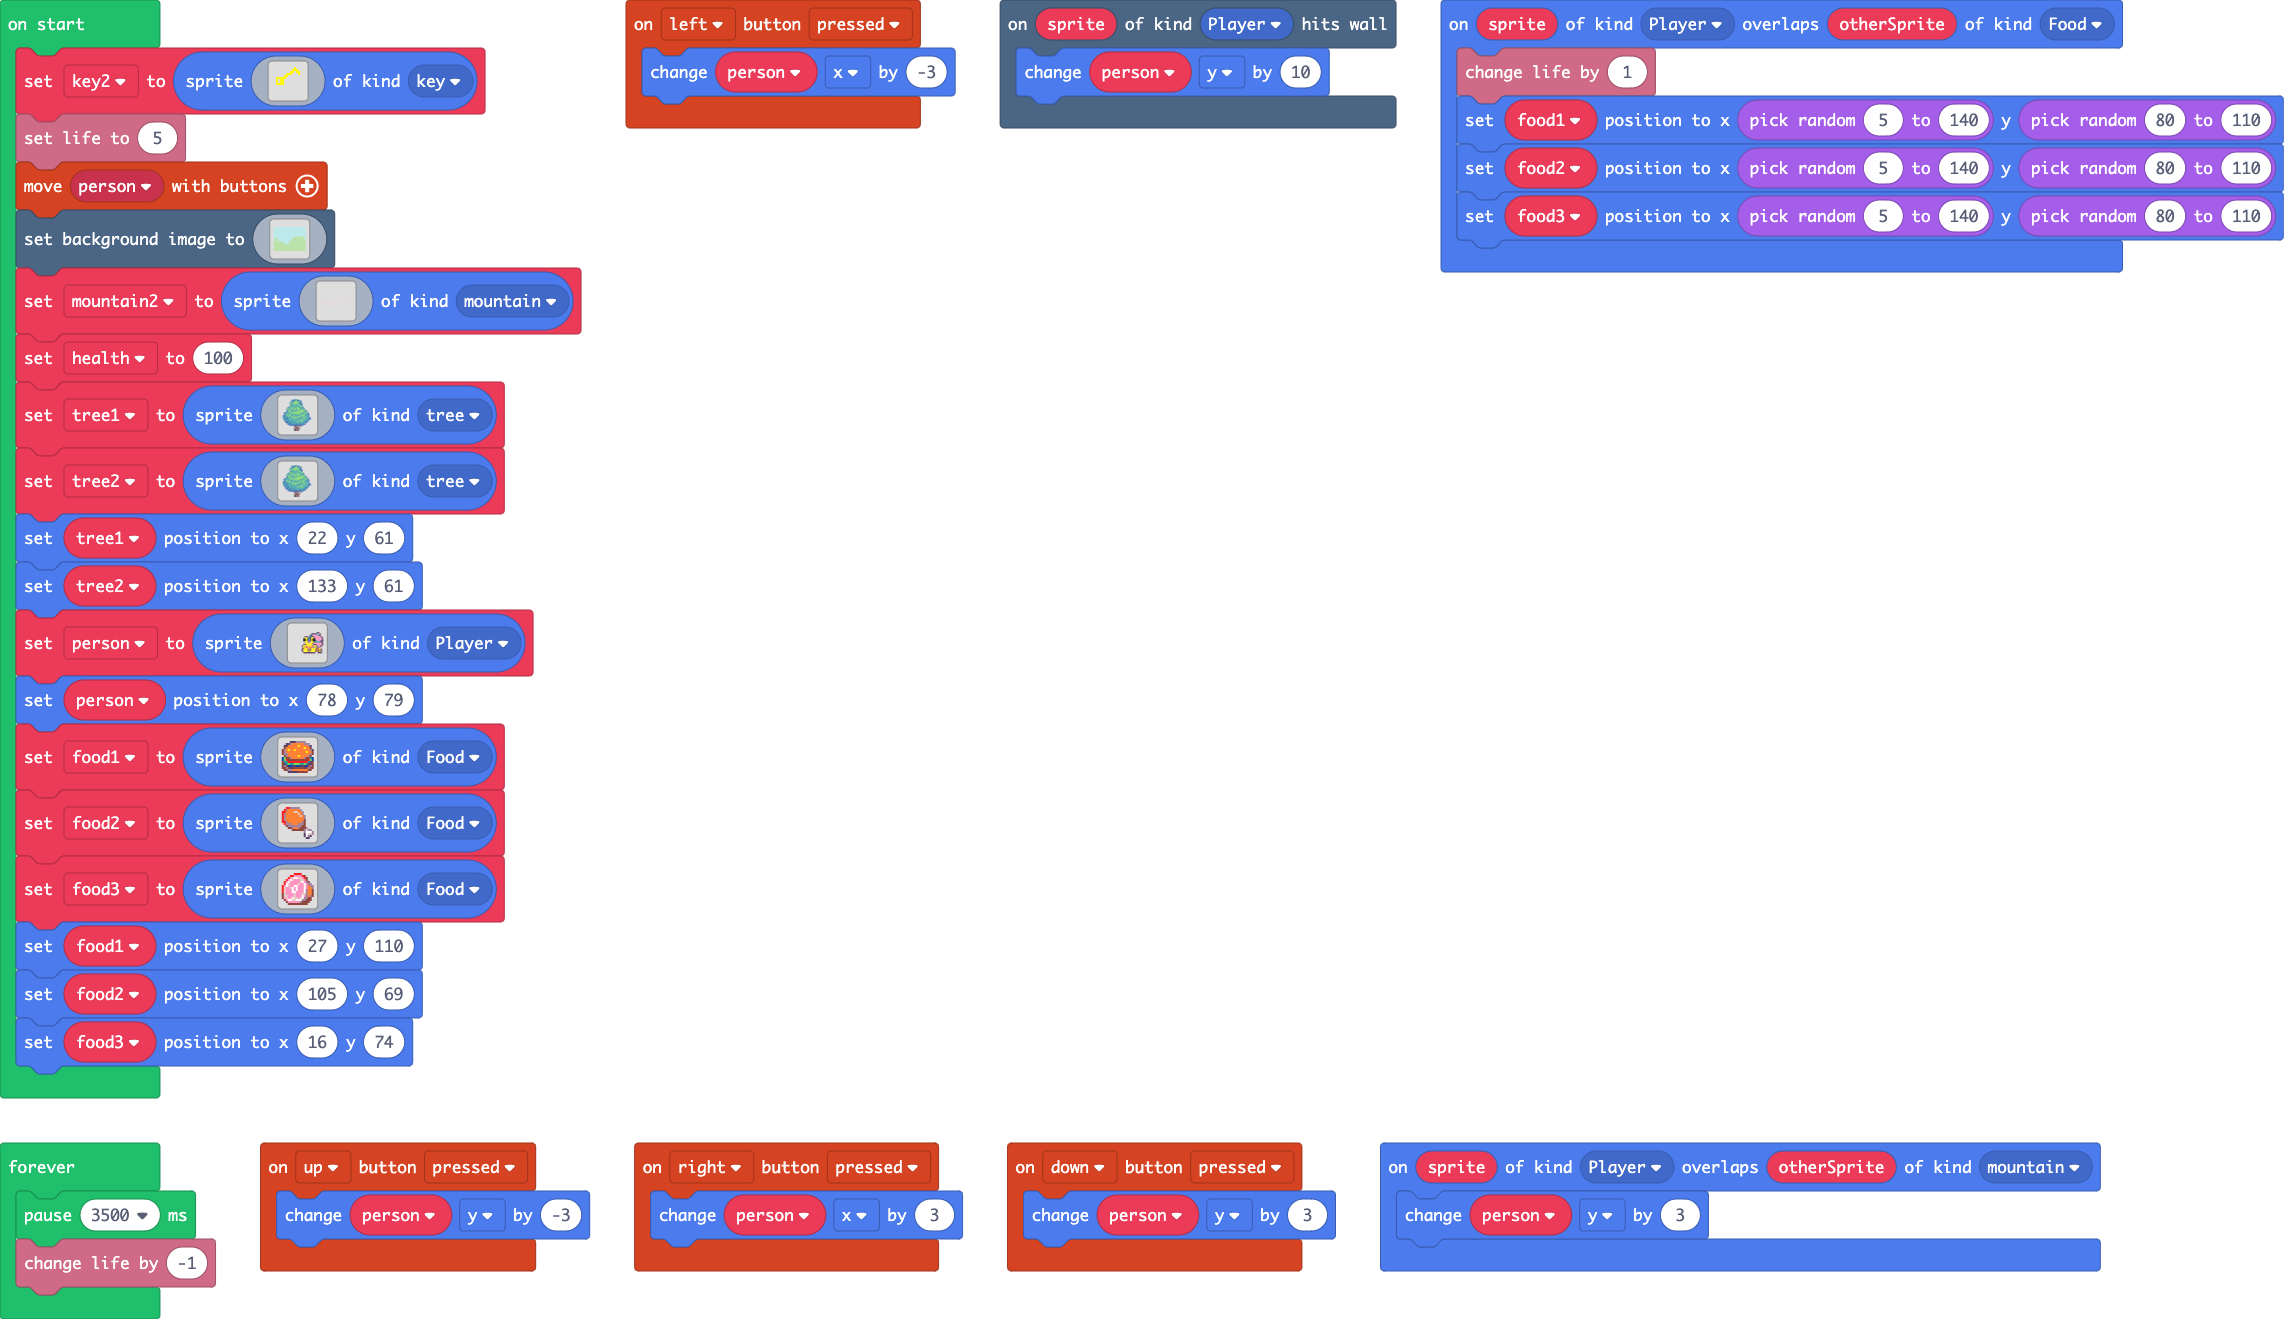 on start
set key2 to sprite of kind key
set life to 5
move person with buttons
set background image to
set mountain2 to sprite of kind mountain
set health to 100
set tree1 to sprite of kind tree
set tree2 to sprite of kind tree
set tree1 position to x 22 y 61
set tree2 position to x 133 y 61
set person to sprite of kind Player
set person position to x 78 y 79
set food1 to sprite of kind Food
set food2 to sprite of kind Food
set food3 to sprite of kind Food
set food1 position to x 27 y 110
set food2 position to x 105 y 69
set food3 position to x 16 y 74
on left button pressed
change person x by -3
on sprite of kind Player hits wall
change person y by 10
on sprite of kind Player overlaps otherSprite of kind Food
change life by 1
set food1 position to x pick random 5 to 140 y pick random 80 to 110
set food2 position to x pick random 5 to 140 y pick random 80 to 110
set food3 position to x pick random 5 to 140 y pick random 80 to 110
forever
pause 3500 ms
change life by -1
on up button pressed
change person y by -3
on right button pressed
change person x by 3
on down button pressed
change person y by 3
on sprite of kind Player overlaps otherSprite of kind mountain
change person y by 3